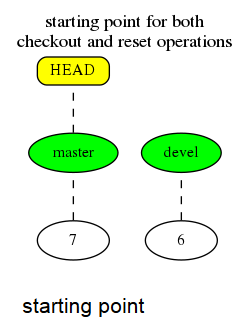 starting point for both
checkout and reset operations
HEAD
master devel
7 6
starting point